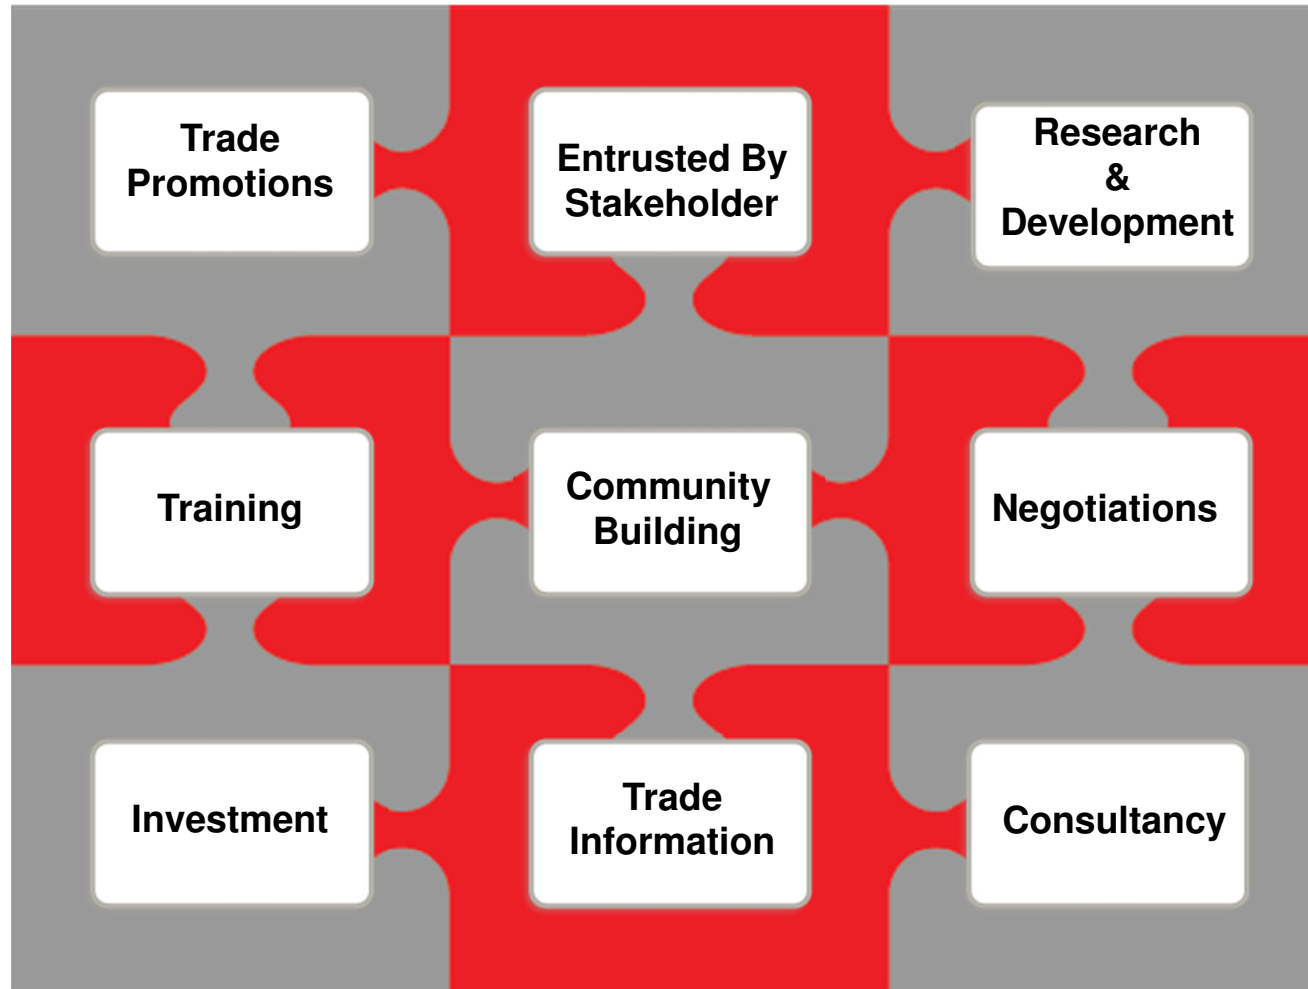 Trade
Promotions
Entrusted By
Stakeholder
Research
&
Development
Training
Community
Building
Negotiations
Investment
Trade
Information
Consultancy